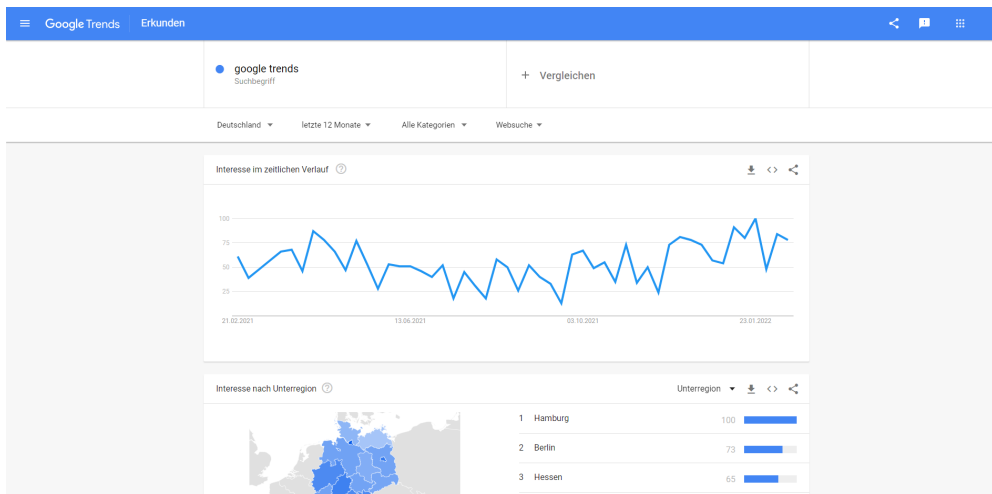 Google Trends Erkunden
google trends
Suchbegriff
+ Vergleichen
Deutschland letzte 12 Monate Alle Kategorien Websuche
Interesse im zeitlichen Verlauf
100
75
50
25
21.02.2021 13.06.2021 03.10.2021 23.01.2022
Interesse nach Unterregion Unterregion
1 Hamburg 100
2 Berlin 73
3 Hessen 65